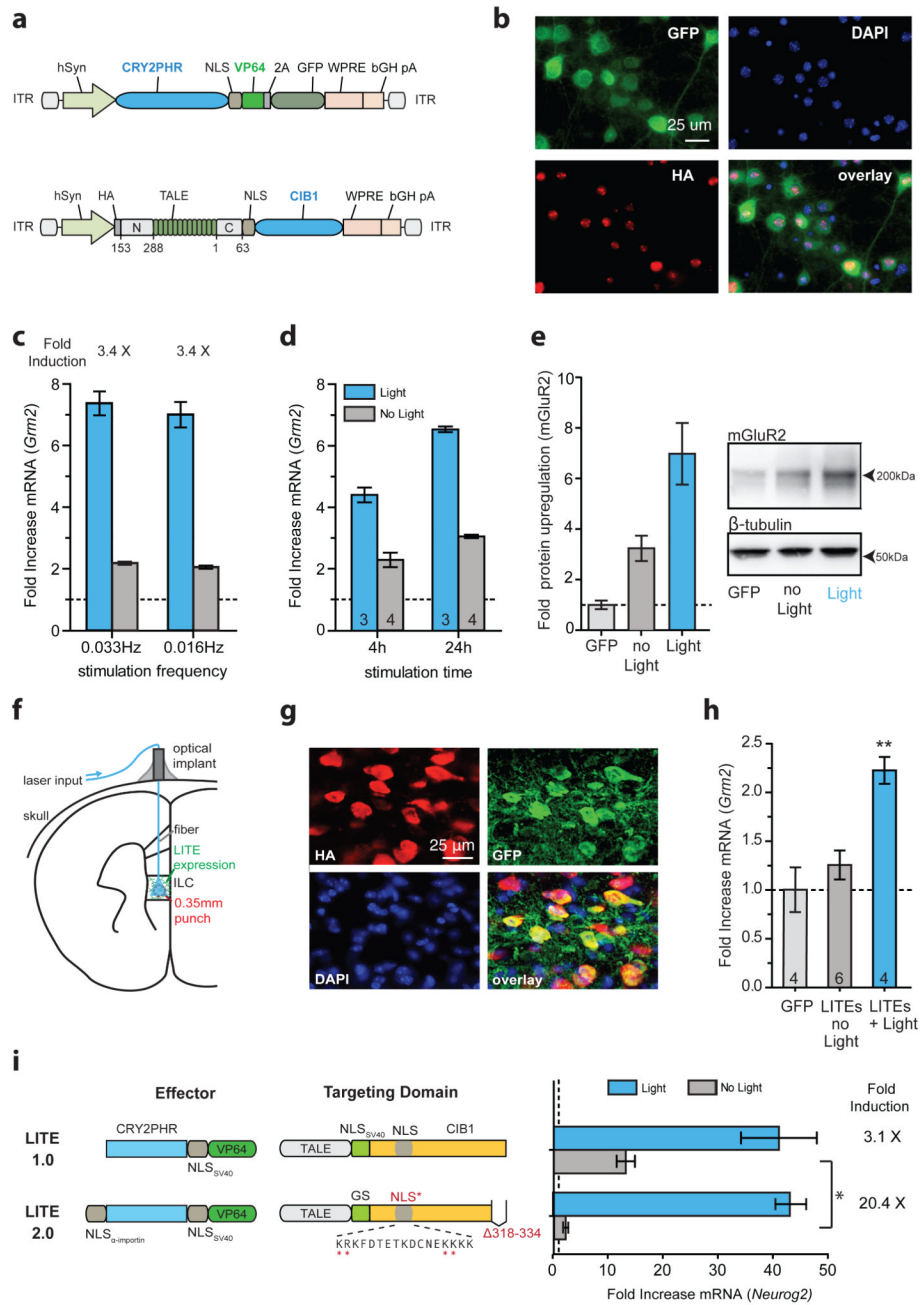 a
hSyn CRY2PHR NLS VP64 2A GFP WPRE bGH pA
ITR ITR
hSyn HA TALE NLS CIB1 WPRE bGH pA
ITR N C ITR
153 288 1 63
b
GFP DAPI
25 um
HA overlay
c
Fold Induction 3.4 X 3.4 X
Fold Increase mRNA (Grm2)
8
6
4
2
0
0.033Hz 0.016Hz
stimulation frequency
d
Light
No Light
Fold Increase mRNA (Grm2)
8
6
4
2
0
3 4 3 4
4h 24h
stimulation time
e
Fold protein upregulation (mGluR2)
10
8
6
4
2
0
GFP no Light Light
mGluR2
200kDa
β-tubulin
50kDa
GFP no Light Light
f
optical implant
laser input
skull
fiber
LITE expression
ILC
0.35mm punch
g
HA 25 µm GFP
DAPI overlay
h
Fold Increase mRNA (Grm2)
2.5
2.0
1.5
1.0
0.5
0.0
**
4 6 4
GFP LITEs no Light LITEs + Light
i
Effector Targeting Domain
LITE 1.0
CRY2PHR VP64
NLSSV40
TALE NLSSV40 NLS CIB1
LITE 2.0
NLSα-importin VP64 NLSSV40
TALE GS NLS*
Δ318-334
KRKFDTETKDCNEKKKK
** **
Light No Light
Fold Induction
3.1 X
*
20.4 X
0 10 20 30 40 50
Fold Increase mRNA (Neurog2)